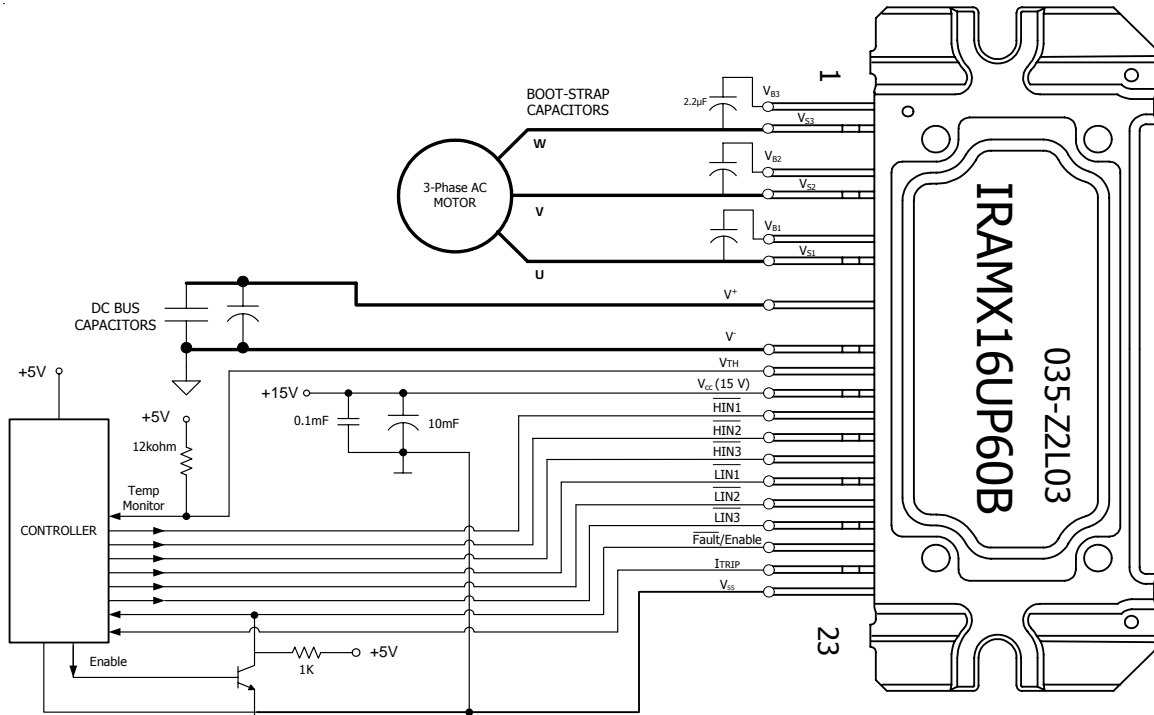 1
BOOT-STRAP
CAPACITORS
2.2µF
VB3
VS3
W
VB2
VS2
3-Phase AC
MOTOR
V
VB1
VS1
U
V+
DC BUS
CAPACITORS
V-
VTH
+5V
Vcc (15 V)
+15V
0.1mF
10mF
HIN1
+5V
HIN2
12kohm
HIN3
LIN1
Temp
Monitor
LIN2
LIN3
CONTROLLER
Fault/Enable
ITRIP
VSS
Enable
1K
+5V
23
IRAMX16UP60B
035-Z2L03